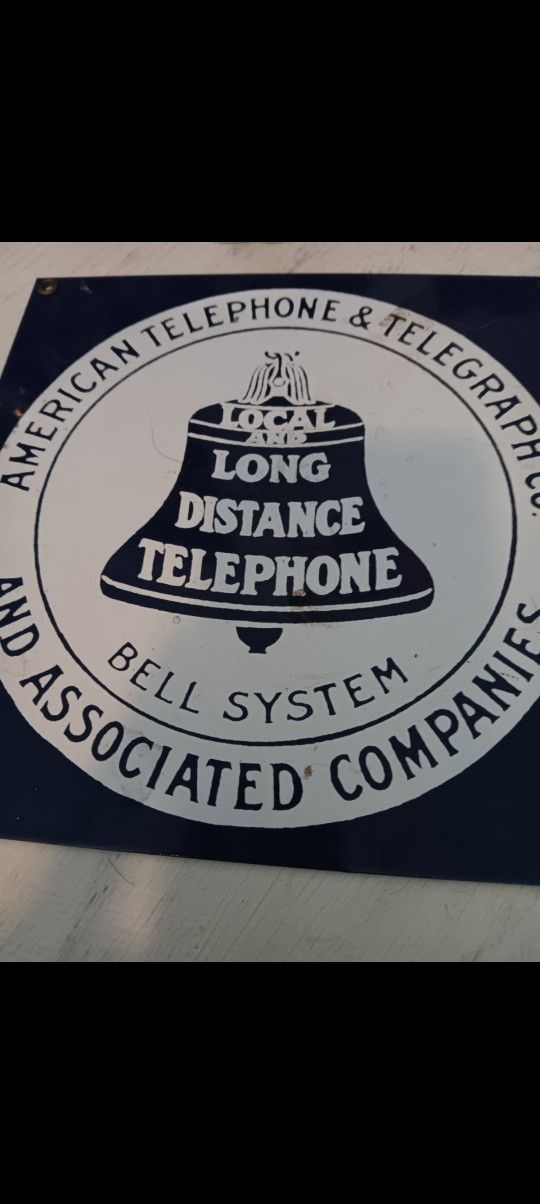 AMERICAN TELEPHONE & TELEGRAPH CO.
LOCAL
AND
LONG
DISTANCE
TELEPHONE
BELL SYSTEM
AND ASSOCIATED COMPANIES